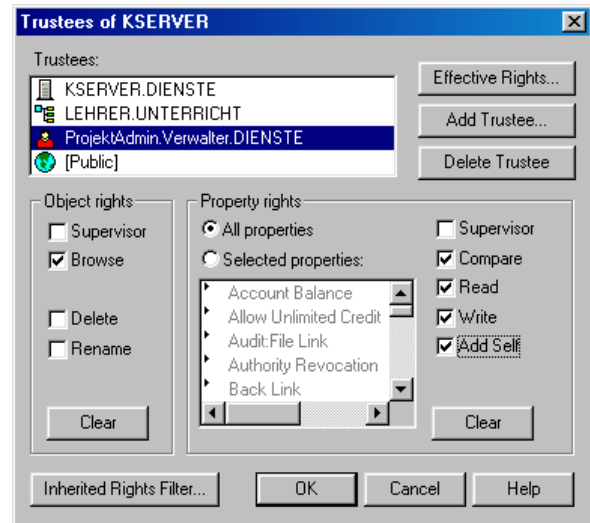 Trustees of KSERVER
Trustees:
KSERVER.DIENSTE
LEHRER.UNTERRICHT
ProjektAdmin.Verwalter.DIENSTE
[Public]
Effective Rights...
Add Trustee...
Delete Trustee
Object rights
Supervisor
Browse
Delete
Rename
Clear
Property rights
All properties
Selected properties:
Account Balance
Allow Unlimited Credit
Audit:File Link
Authority Revocation
Back Link
Supervisor
Compare
Read
Write
Add Self
Clear
Inherited Rights Filter...
OK
Cancel
Help